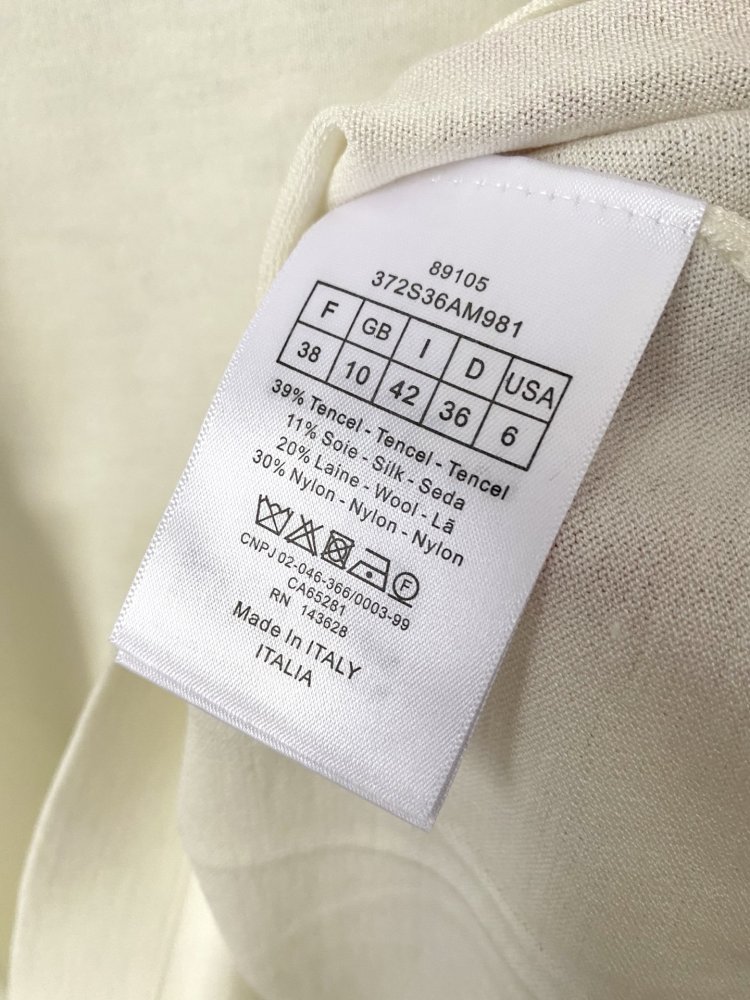 89105
372S36AM981
F GB I D USA
38 10 42 36 6
39% Tencel - Tencel - Tencel
11% Soie - Silk - Seda
20% Laine - Wool - Lã
30% Nylon - Nylon - Nylon
F
CNPJ 02-046-366/0003-99
CA65281
RN 143628
Made In ITALY
ITALIA